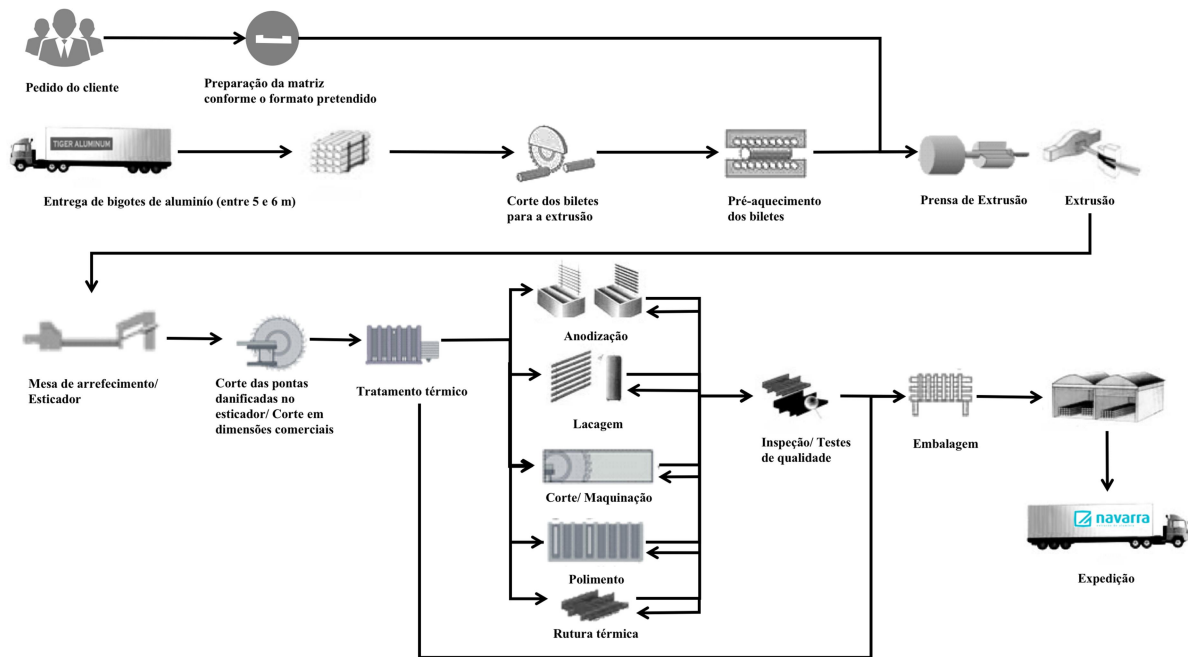 Pedido do cliente
Preparação da matriz
conforme o formato pretendido
TIGER ALUMINUM
Entrega de bigotes de alumínío (entre 5 e 6 m)
Corte dos biletes
para a extrusão
Pré-aquecimento
dos biletes
Prensa de Extrusão
Extrusão
Mesa de arrefecimento/
Esticador
Corte das pontas
danificadas no
esticador/ Corte em
dimensões comerciais
Tratamento térmico
Anodização
Lacagem
Corte/ Maquinação
Polimento
Rutura térmica
Inspeção/ Testes
de qualidade
Embalagem
navarra
Expedição